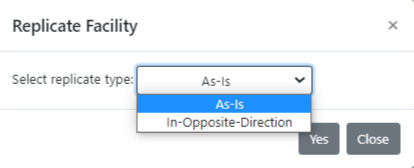 Replicate Facility ×
Select replicate type: As-Is
As-Is
In-Opposite-Direction
Yes Close